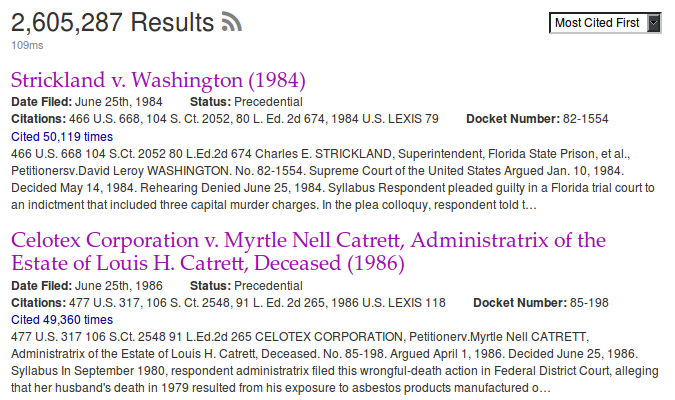 2,605,287 Results
Most Cited First
109ms
Strickland v. Washington (1984)
Date Filed: June 25th, 1984 Status: Precedential
Citations: 466 U.S. 668, 104 S. Ct. 2052, 80 L. Ed. 2d 674, 1984 U.S. LEXIS 79 Docket Number: 82-1554
Cited 50,119 times
466 U.S. 668 104 S.Ct. 2052 80 L.Ed.2d 674 Charles E. STRICKLAND, Superintendent, Florida State Prison, et al.,
Petitionersv.David Leroy WASHINGTON. No. 82-1554. Supreme Court of the United States Argued Jan. 10, 1984.
Decided May 14, 1984. Rehearing Denied June 25, 1984. Syllabus Respondent pleaded guilty in a Florida trial court to
an indictment that included three capital murder charges. In the plea colloquy, respondent told t…
Celotex Corporation v. Myrtle Nell Catrett, Administratrix of the
Estate of Louis H. Catrett, Deceased (1986)
Date Filed: June 25th, 1986 Status: Precedential
Citations: 477 U.S. 317, 106 S. Ct. 2548, 91 L. Ed. 2d 265, 1986 U.S. LEXIS 118 Docket Number: 85-198
Cited 49,360 times
477 U.S. 317 106 S.Ct. 2548 91 L.Ed.2d 265 CELOTEX CORPORATION, Petitionerv.Myrtle Nell CATRETT,
Administratrix of the Estate of Louis H. Catrett, Deceased. No. 85-198. Argued April 1, 1986. Decided June 25, 1986.
Syllabus In September 1980, respondent administratrix filed this wrongful-death action in Federal District Court, alleging
that her husband's death in 1979 resulted from his exposure to asbestos products manufactured o…